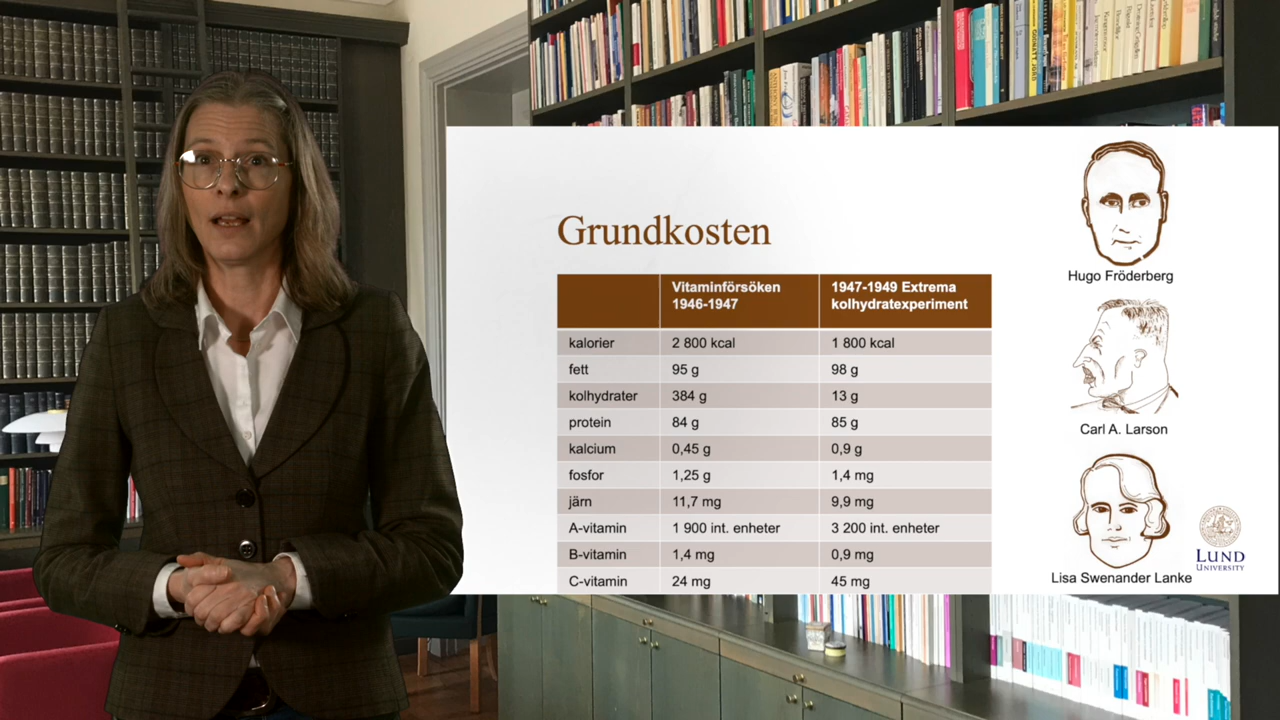 Grundkosten
Vitaminförsöken
1946-1947
1947-1949 Extrema
kolhydratexperiment
kalorier 2 800 kcal 1 800 kcal
fett 95 g 98 g
kolhydrater 384 g 13 g
protein 84 g 85 g
kalcium 0,45 g 0,9 g
fosfor 1,25 g 1,4 mg
järn 11,7 mg 9,9 mg
A-vitamin 1 900 int. enheter 3 200 int. enheter
B-vitamin 1,4 mg 0,9 mg
C-vitamin 24 mg 45 mg
Hugo Fröderberg
Carl A. Larson
Lisa Swenander Lanke
LUND
UNIVERSITY